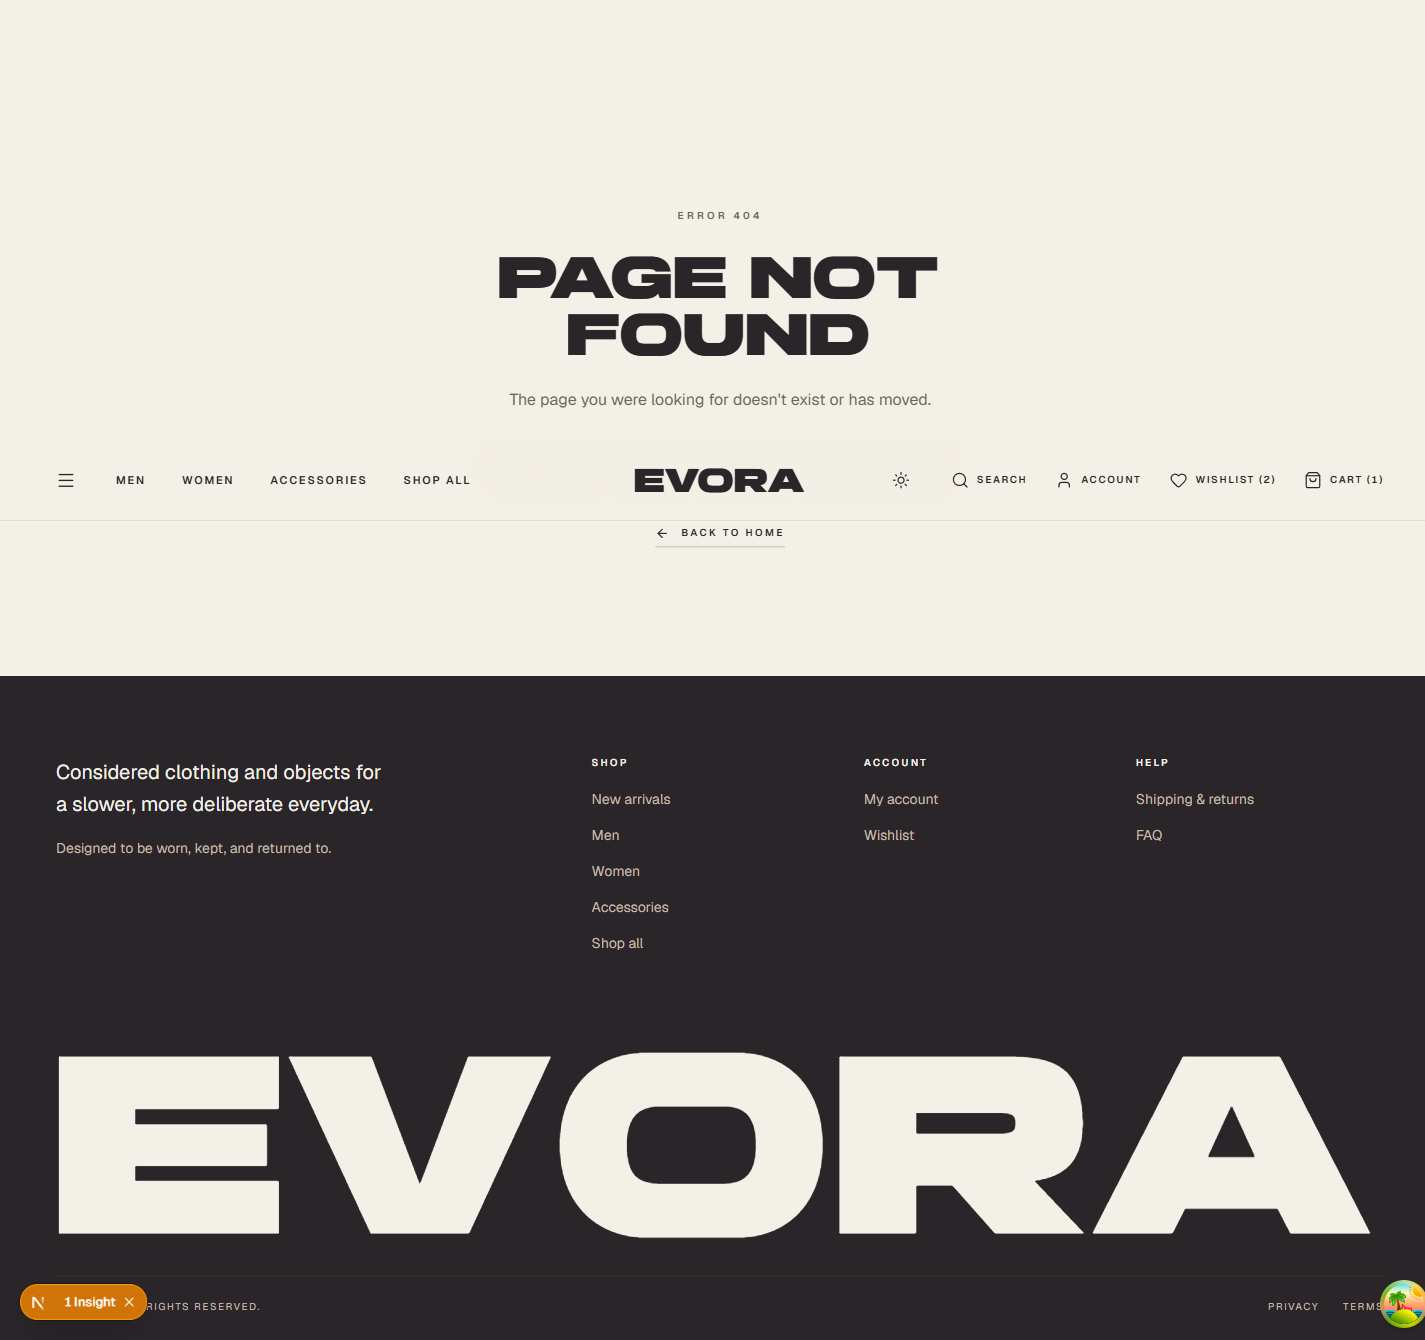 ERROR 404
PAGE NOT
FOUND
The page you were looking for doesn't exist or has moved.
MEN WOMEN ACCESSORIES SHOP ALL EVORA SEARCH ACCOUNT WISHLIST (2) CART (1)
BACK TO HOME
Considered clothing and objects for
a slower, more deliberate everyday.
Designed to be worn, kept, and returned to.
SHOP
New arrivals
Men
Women
Accessories
Shop all
ACCOUNT
My account
Wishlist
HELP
Shipping & returns
FAQ
EVORA
N 1 Insight
RIGHTS RESERVED.
PRIVACY TERMS